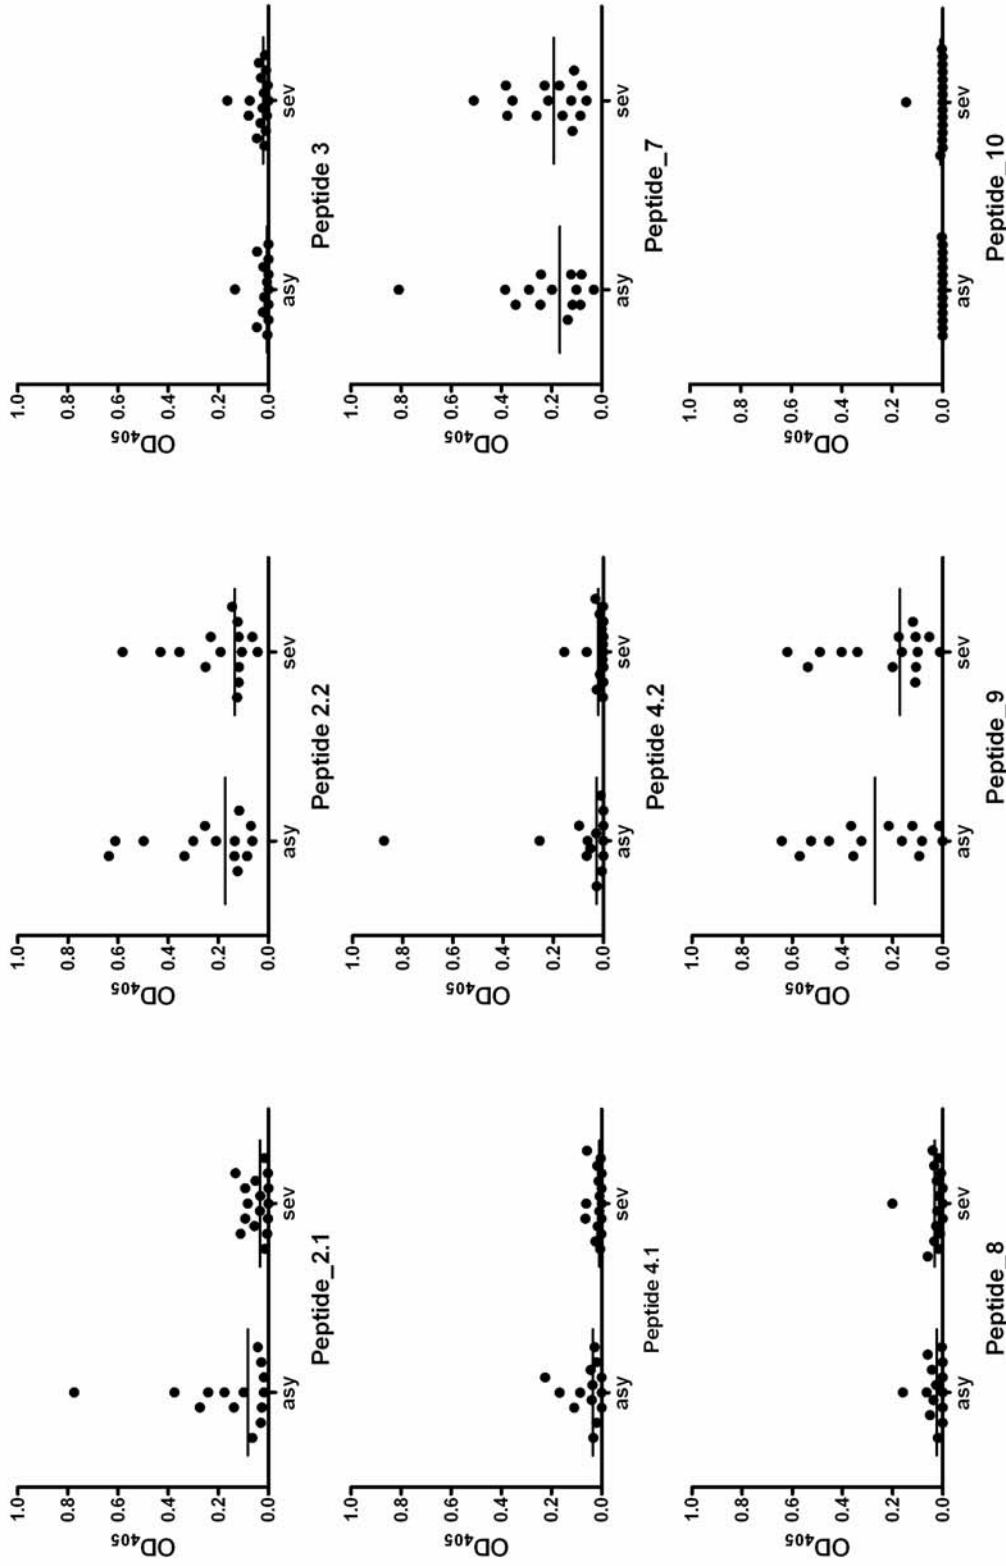 OD405
1.0
0.8
0.6
0.4
0.2
0.0
asy
sev
Peptide_2.1
OD405
1.0
0.8
0.6
0.4
0.2
0.0
asy
sev
Peptide 2.2
OD405
1.0
0.8
0.6
0.4
0.2
0.0
asy
sev
Peptide 3
OD405
1.0
0.8
0.6
0.4
0.2
0.0
asy
sev
Peptide 4.1
OD405
1.0
0.8
0.6
0.4
0.2
0.0
asy
sev
Peptide 4.2
OD405
1.0
0.8
0.6
0.4
0.2
0.0
asy
sev
Peptide_7
OD405
1.0
0.8
0.6
0.4
0.2
0.0
asy
sev
Peptide_8
OD405
1.0
0.8
0.6
0.4
0.2
0.0
asy
sev
Peptide_9
OD405
1.0
0.8
0.6
0.4
0.2
0.0
asy
sev
Peptide_10